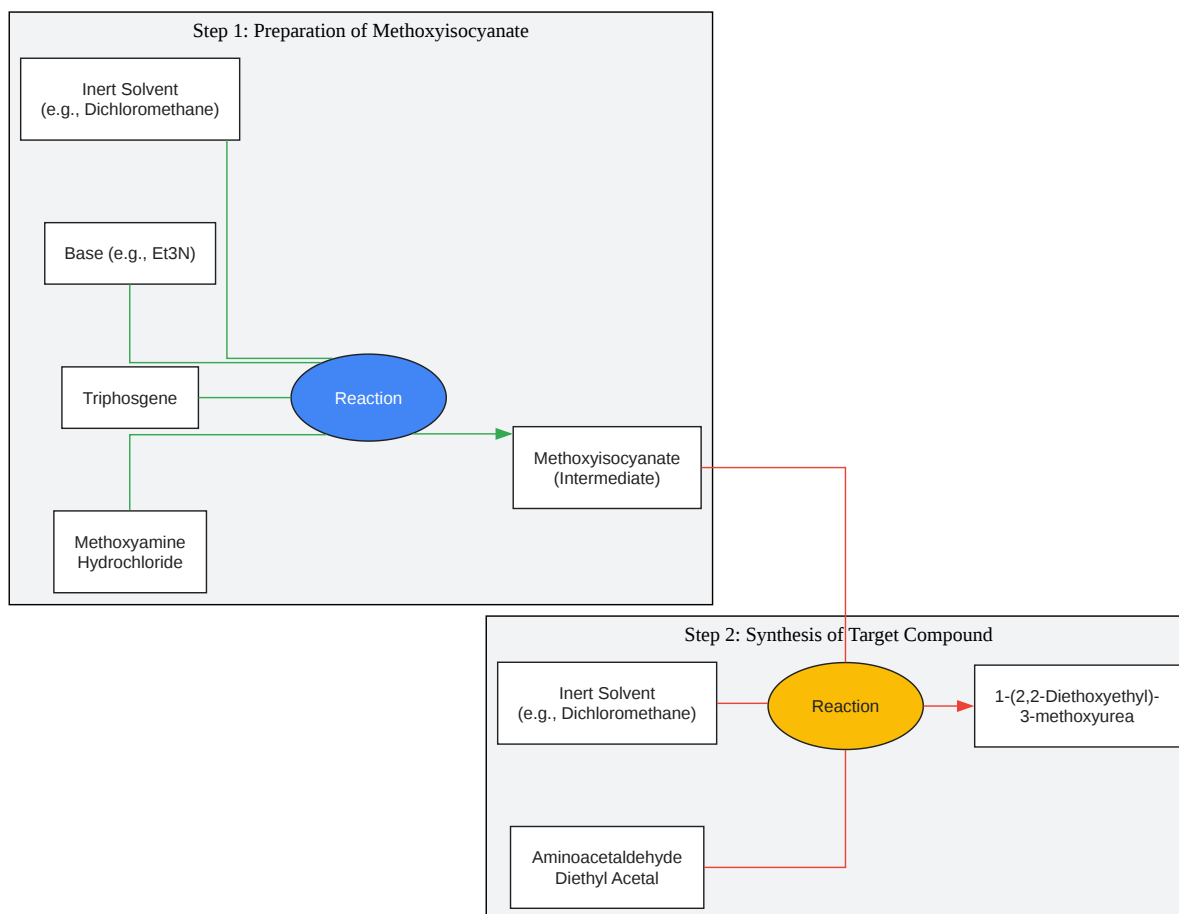 Step 1: Preparation of Methoxyisocyanate
Inert Solvent
(e.g., Dichloromethane)
Base (e.g., Et3N)
Triphosgene
Reaction
Methoxyisocyanate
(Intermediate)
Methoxyamine
Hydrochloride
Step 2: Synthesis of Target Compound
Inert Solvent
(e.g., Dichloromethane)
Reaction
1-(2,2-Diethoxyethyl)-
3-methoxyurea
Aminoacetaldehyde
Diethyl Acetal